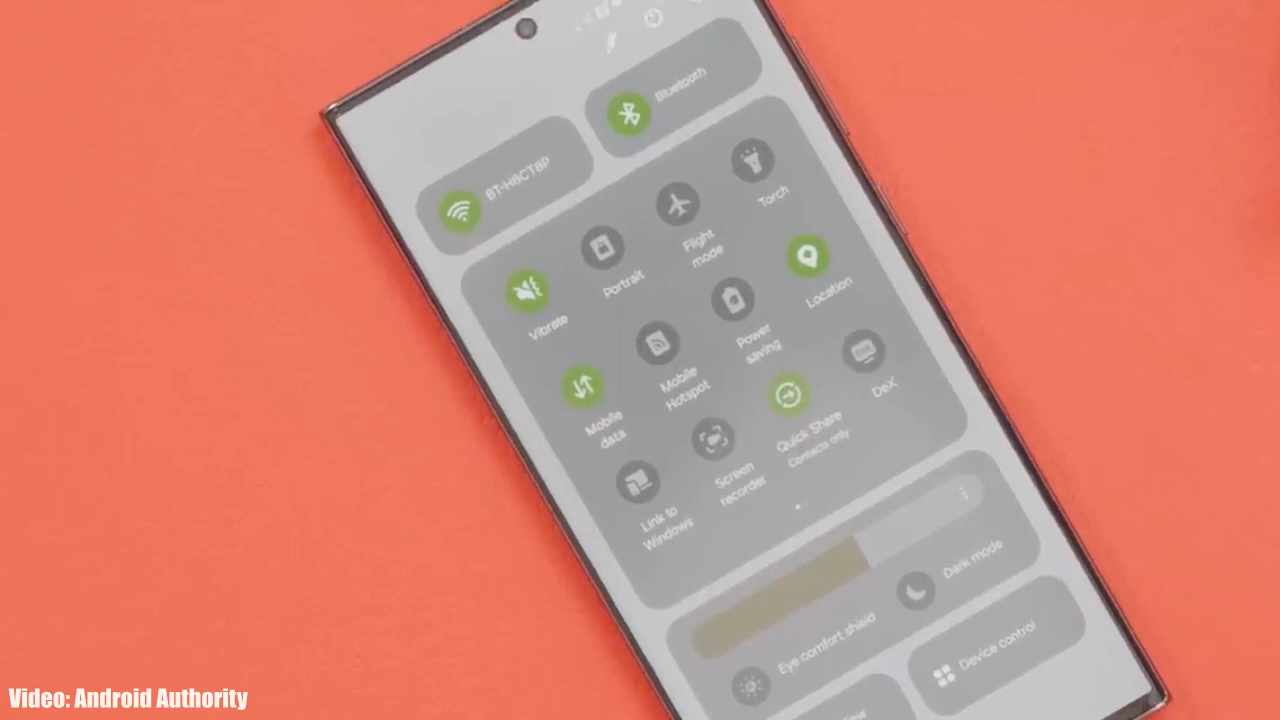 BT-H6CT8P
Bluetooth
Vibrate
Portrait
Flight
mode
Torch
Mobile
data
Mobile
Hotspot
Power
saving
Location
Link to
Windows
Screen
recorder
Quick Share
Contacts only
DeX
Eye comfort shield
Dark mode
Device control
Video: Android Authority